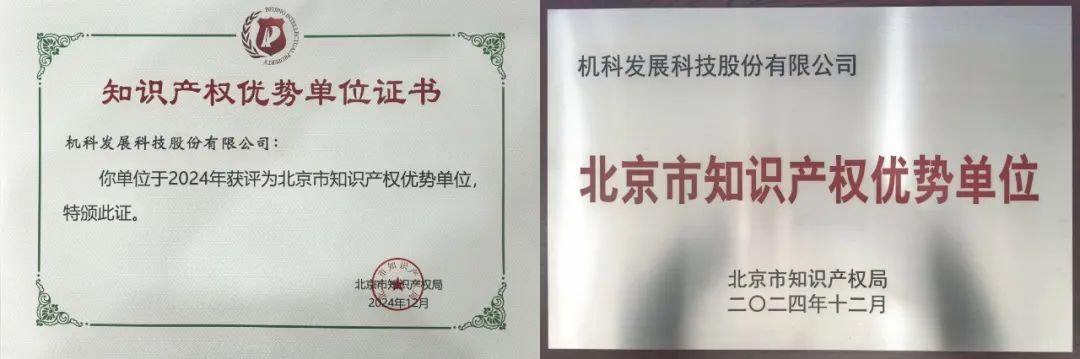 BEIJING INTELLECTUAL PROPERTY
知识产权优势单位证书
机科发展科技股份有限公司：
你单位于2024年获评为北京市知识产权优势单位，
特颁此证。
北京市知识产权局
2024年12月
机科发展科技股份有限公司
北京市知识产权优势单位
北京市知识产权局
二〇二四年十二月